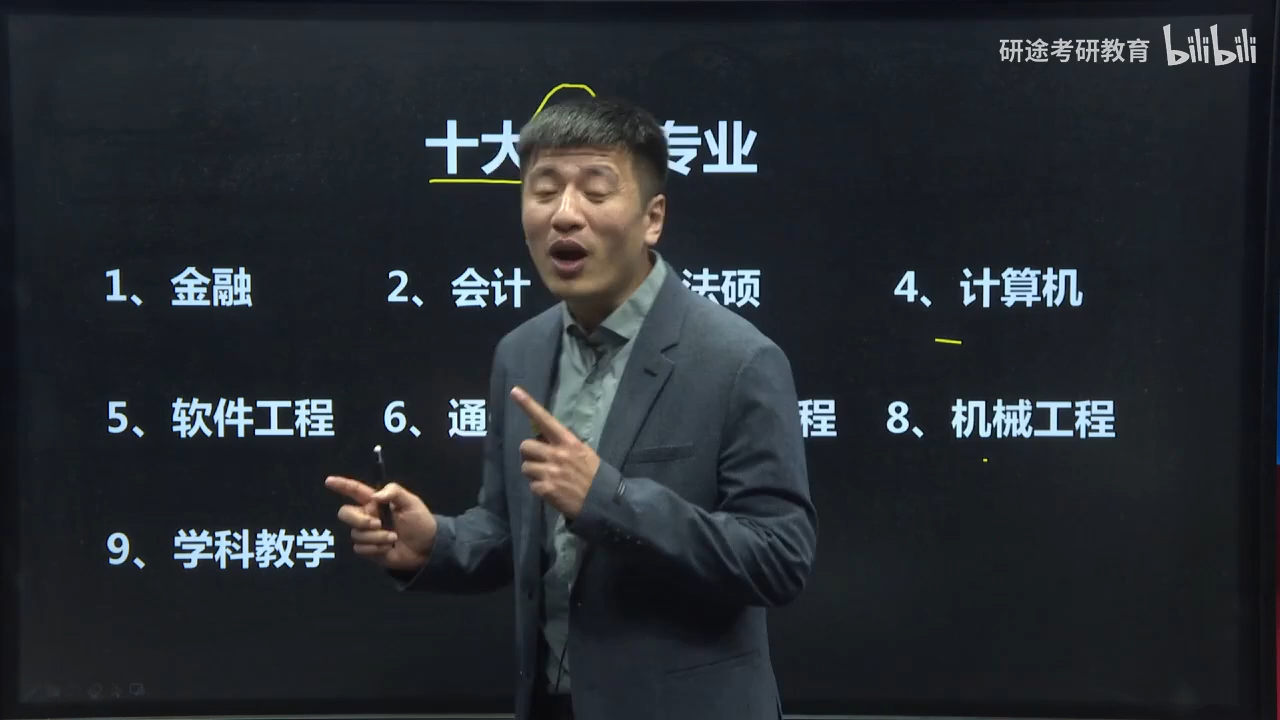 研途考研教育 bilibili
十大 专业
1、金融 2、会计 法硕 4、计算机
5、软件工程 6、通 程 8、机械工程
9、学科教学